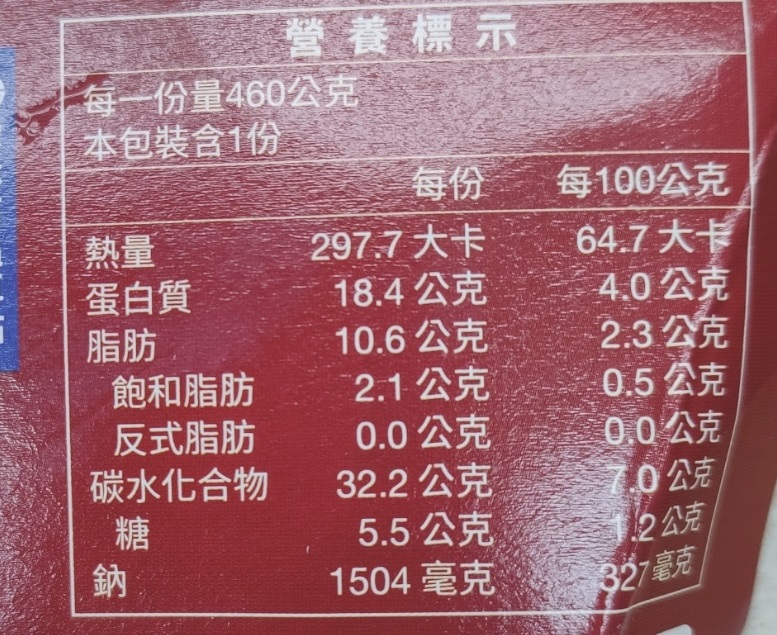 營養標示
每一份量460公克
本包裝含1份
每份 每100公克
熱量 297.7 大卡 64.7 大卡
蛋白質 18.4 公克 4.0 公克
脂肪 10.6 公克 2.3 公克
飽和脂肪 2.1 公克 0.5 公克
反式脂肪 0.0 公克 0.0 公克
碳水化合物 32.2 公克 7.0 公克
糖 5.5 公克 1.2 公克
鈉 1504 毫克 327 毫克